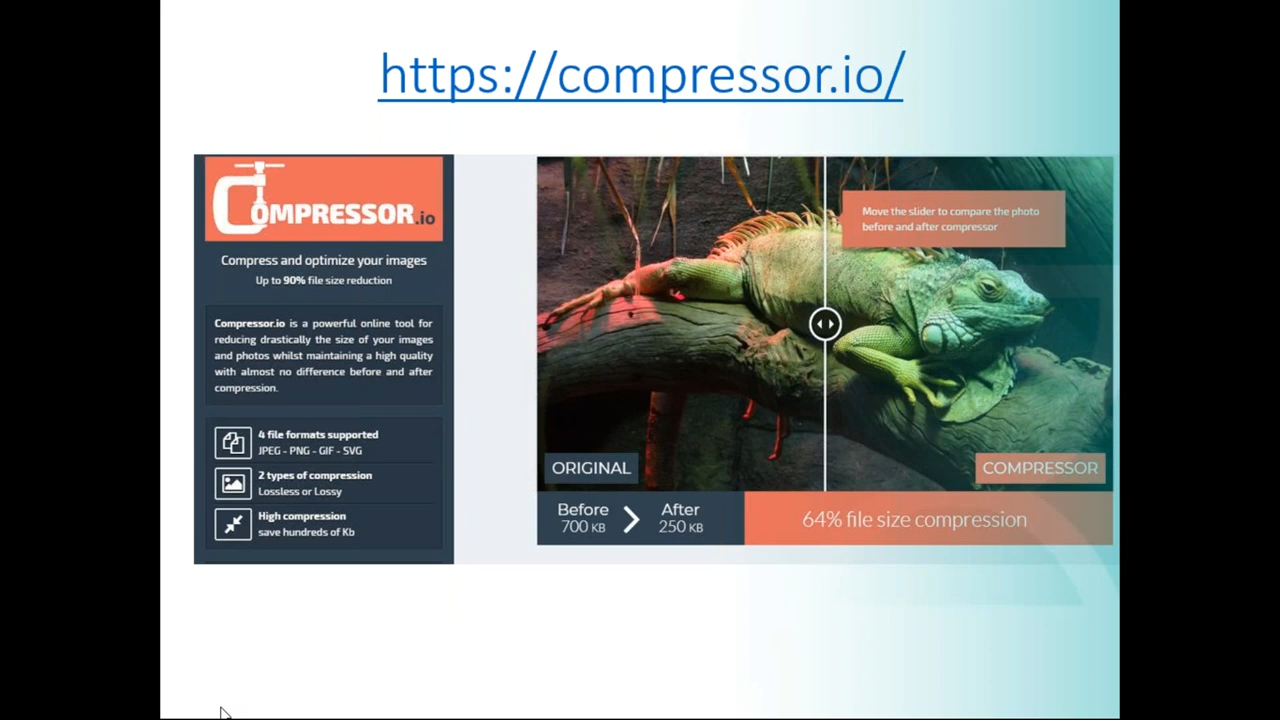 https://compressor.io/
COMPRESSOR.io
Compress and optimize your images
Up to 90% file size reduction
Compressor.io is a powerful online tool for
reducing drastically the size of your images
and photos whilst maintaining a high quality
with almost no difference before and after
compression.
4 file formats supported
JPEG - PNG - GIF - SVG
2 types of compression
Lossless or Lossy
High compression
save hundreds of Kb
Move the slider to compare the photo
before and after compressor
ORIGINAL
COMPRESSOR
Before
700 KB
After
250 KB
64% file size compression